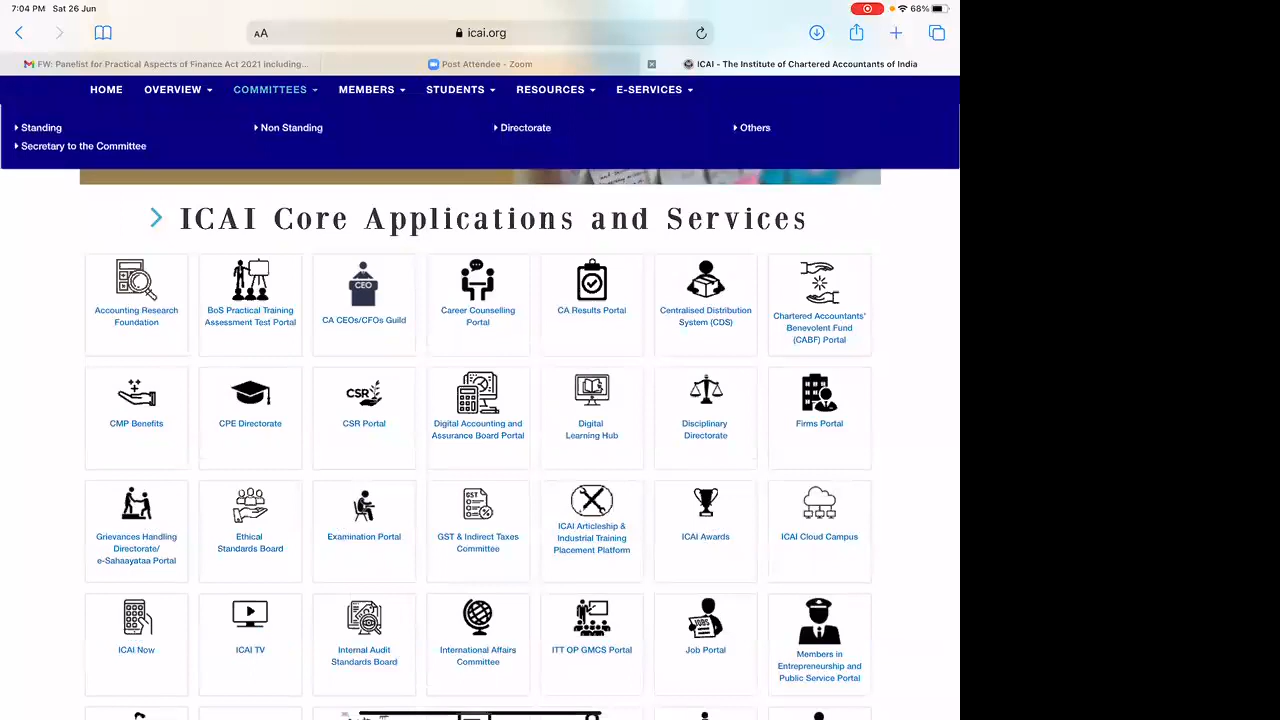 7:04 PM Sat 26 Jun
68%
AA
icai.org
FW: Panelist for Practical Aspects of Finance Act 2021 including...
Post Attendee - Zoom
ICAI - The Institute of Chartered Accountants of India
HOME OVERVIEW COMMITTEES MEMBERS STUDENTS RESOURCES E-SERVICES
Standing
Non Standing
Directorate
Others
Secretary to the Committee
ICAI Core Applications and Services
Accounting Research
Foundation
BoS Practical Training
Assessment Test Portal
CEO
CA CEOs/CFOs Guild
Career Counselling
Portal
CA Results Portal
Centralised Distribution
System (CDS)
Chartered Accountants'
Benevolent Fund
(CABF) Portal
CMP Benefits
CPE Directorate
CSR
CSR Portal
Digital Accounting and
Assurance Board Portal
Digital
Learning Hub
Disciplinary
Directorate
Firms Portal
Grievances Handling
Directorate/
e-Sahaayataa Portal
Ethical
Standards Board
Examination Portal
GST
GST & Indirect Taxes
Committee
ICAI Articleship &
Industrial Training
Placement Platform
ICAI Awards
ICAI Cloud Campus
ICAI Now
ICAI TV
Internal Audit
Standards Board
International Affairs
Committee
ITT OP GMCS Portal
JOBS
Job Portal
Members in
Entrepreneurship and
Public Service Portal